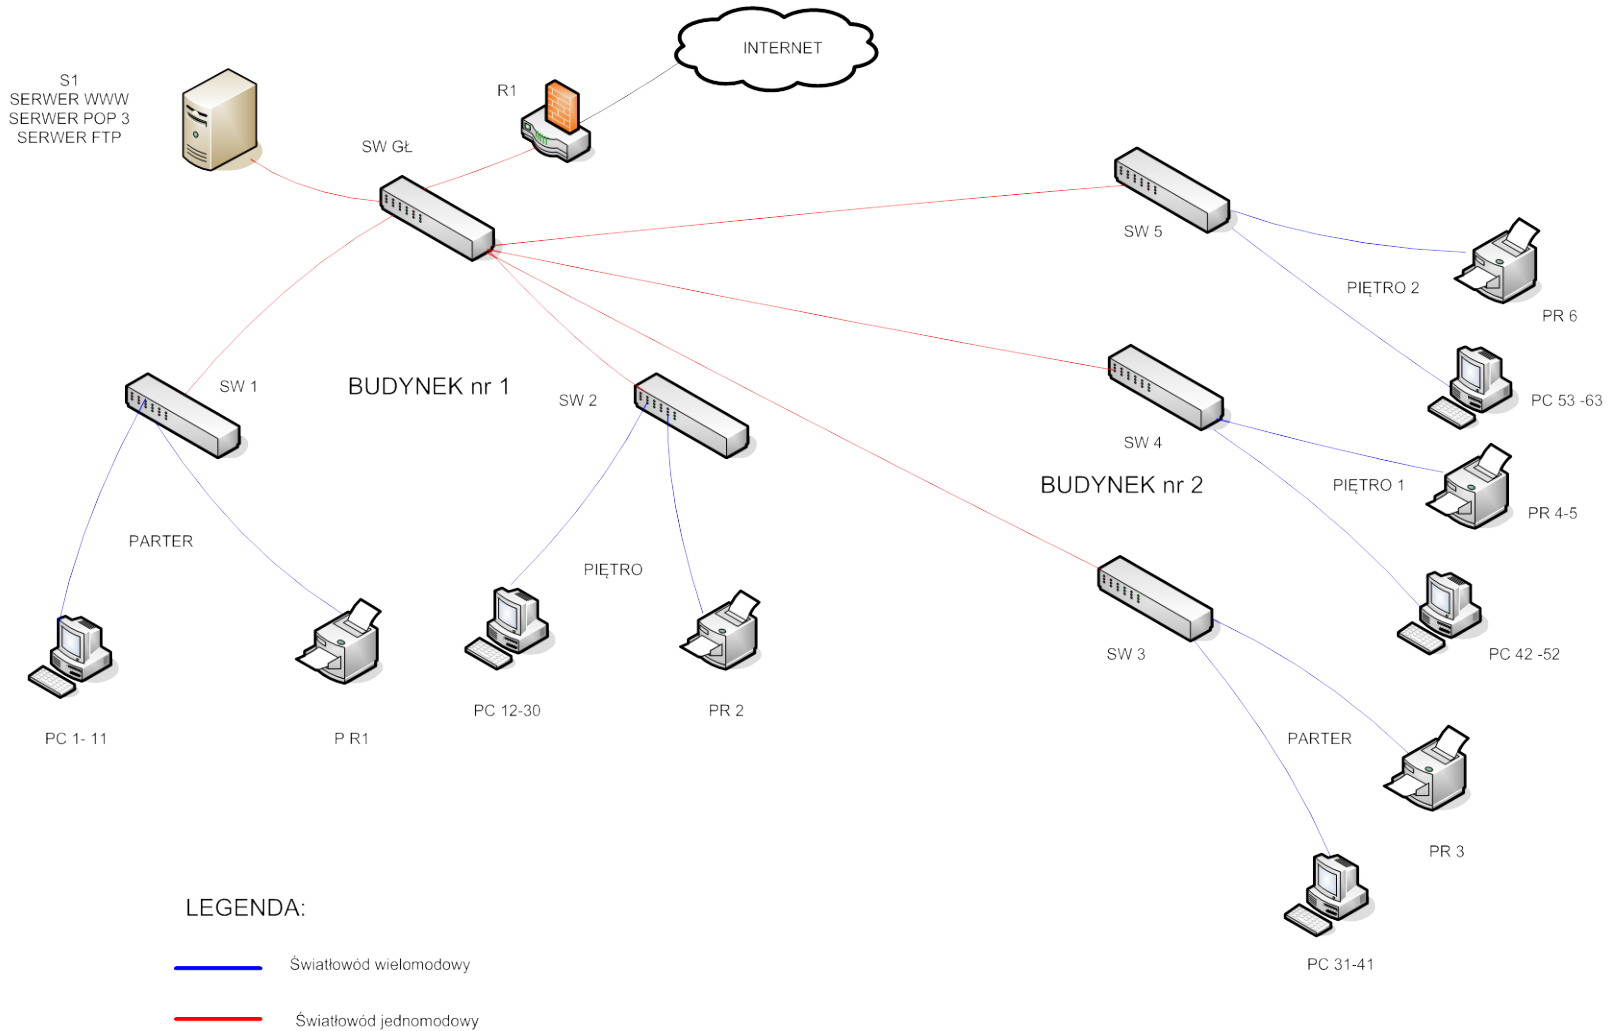 INTERNET
S1
SERWER WWW
SERWER POP 3
SERWER FTP
R1
SW GŁ
SW 5
PIĘTRO 2
PR 6
SW 1
BUDYNEK nr 1
SW 2
PC 53 -63
SW 4
BUDYNEK nr 2
PIĘTRO 1
PR 4-5
PARTER
PIĘTRO
SW 3
PC 42 -52
PC 1- 11
P R1
PC 12-30
PR 2
PARTER
PR 3
PC 31-41
LEGENDA:
Światłowód wielomodowy
Światłowód jednomodowy